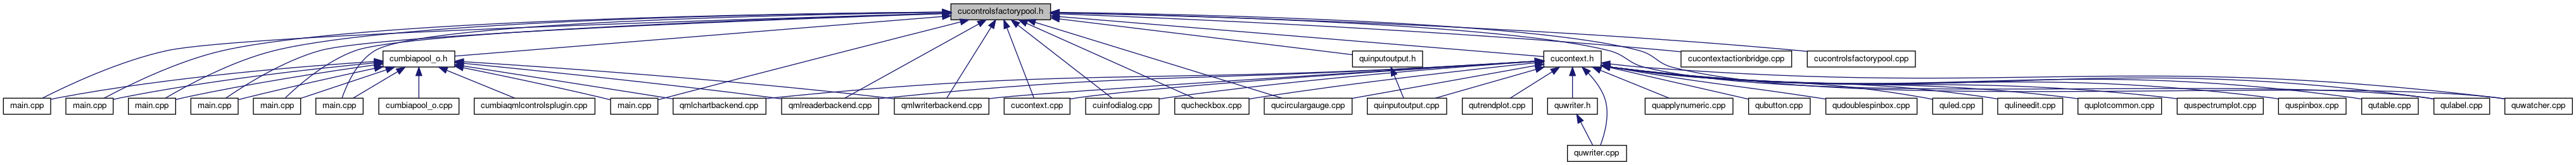 cucontrolsfactorypool.h
cumbiapool_o.h
quinputoutput.h
cucontext.h
cucontextactionbridge.cpp
cucontrolsfactorypool.cpp
main.cpp
main.cpp
main.cpp
main.cpp
main.cpp
main.cpp
cumbiapool_o.cpp
cumbiaqmlcontrolsplugin.cpp
main.cpp
qmlchartbackend.cpp
qmlreaderbackend.cpp
qmlwriterbackend.cpp
cucontext.cpp
cuinfodialog.cpp
qucheckbox.cpp
qucirculargauge.cpp
quinputoutput.cpp
qutrendplot.cpp
quwriter.h
quapplynumeric.cpp
qubutton.cpp
qudoublespinbox.cpp
quled.cpp
qulineedit.cpp
quplotcommon.cpp
quspectrumplot.cpp
quspinbox.cpp
qutable.cpp
qulabel.cpp
quwatcher.cpp
quwriter.cpp